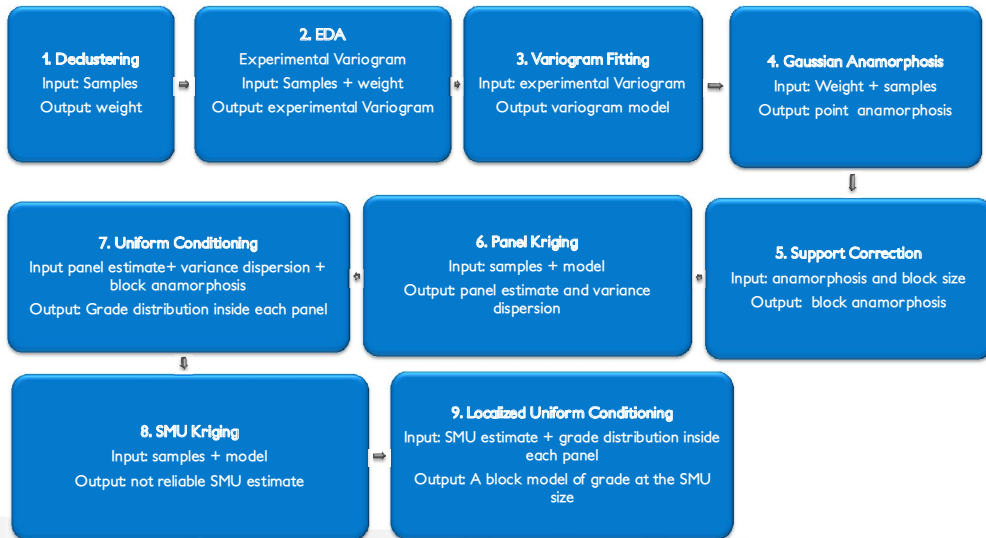 1. Declustering
Input: Samples
Output: weight
2. EDA
Experimental Variogram
Input: Samples + weight
Output: experimental Variogram
3. Variogram Fitting
Input: experimental Variogram
Output: variogram model
4. Gaussian Anamorphosis
Input: Weight + samples
Output: point anamorphosis
5. Support Correction
Input: anamorphosis and block size
Output: block anamorphosis
6. Panel Kriging
Input: samples + model
Output: panel estimate and variance
dispersion
7. Uniform Conditioning
Input panel estimate+ variance dispersion +
block anamorphosis
Output: Grade distribution inside each panel
8. SMU Kriging
Input: samples + model
Output: not reliable SMU estimate
9. Localized Uniform Conditioning
Input: SMU estimate + grade distribution inside
each panel
Output: A block model of grade at the SMU
size